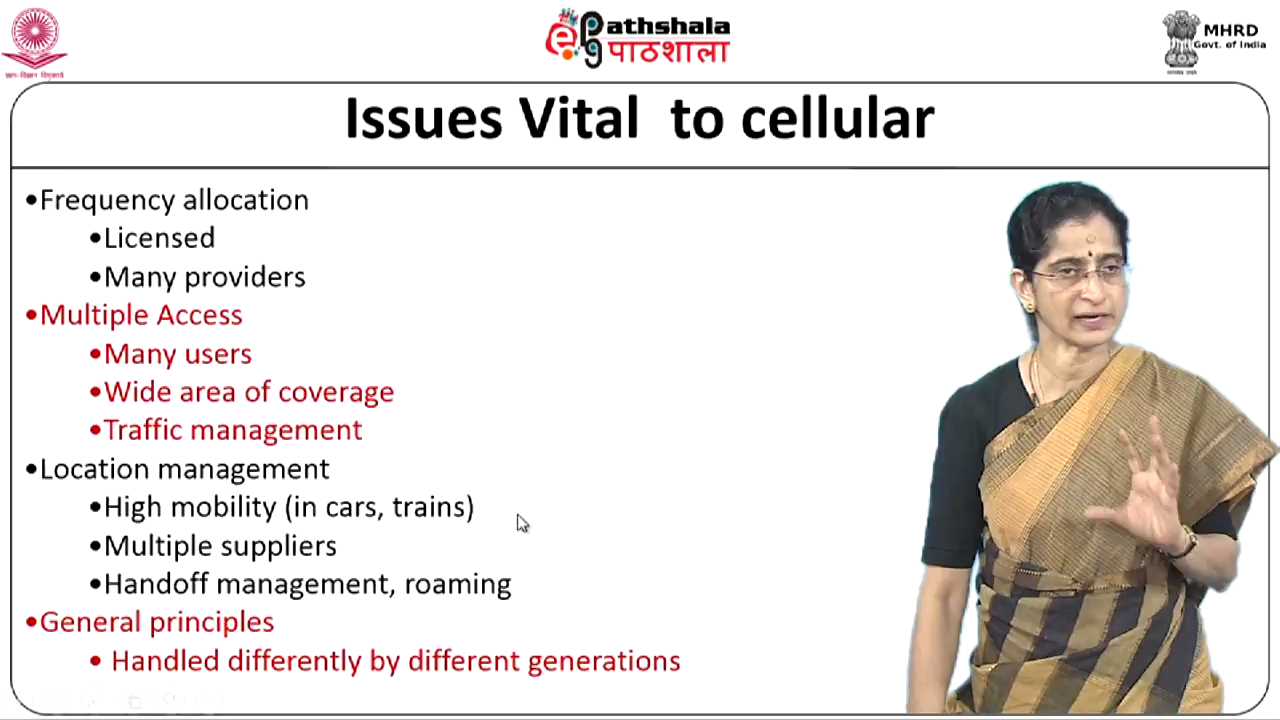 Pathshala
पाठशाला
MHRD
Govt. of India
Issues Vital  to cellular
•Frequency allocation
•Licensed
•Many providers
•Multiple Access
•Many users
•Wide area of coverage
•Traffic management
•Location management
•High mobility (in cars, trains)
•Multiple suppliers
•Handoff management, roaming
•General principles
• Handled differently by different generations